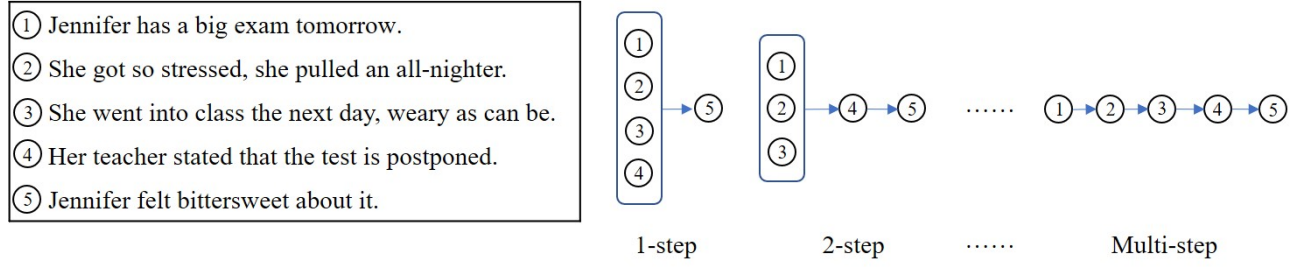 ① Jennifer has a big exam tomorrow.
② She got so stressed, she pulled an all-nighter.
③ She went into class the next day, weary as can be.
④ Her teacher stated that the test is postponed.
⑤ Jennifer felt bittersweet about it.
①
②
③
④
⑤
①
②
③
④
⑤
......
①
②
③
④
⑤
1-step
2-step
......
Multi-step